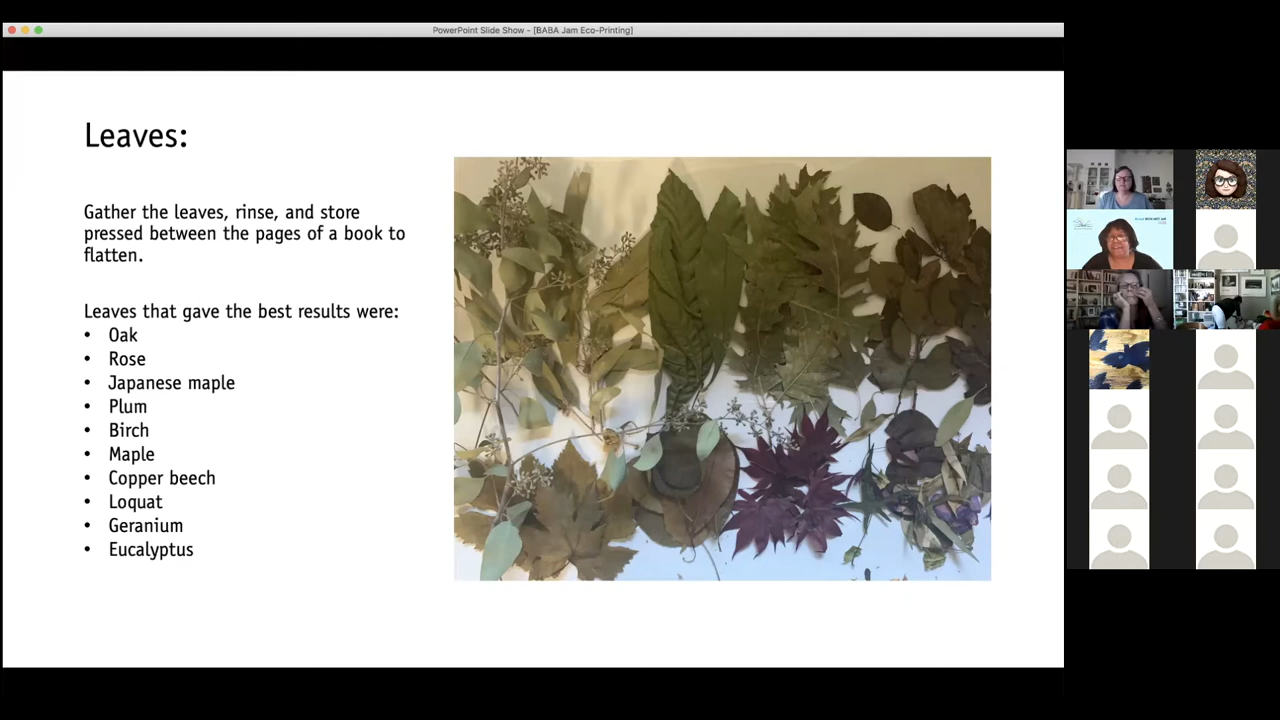 PowerPoint Slide Show - [BABA Jam Eco-Printing]
Leaves:
Gather the leaves, rinse, and store
pressed between the pages of a book to
flatten.
Leaves that gave the best results were:
• Oak
• Rose
• Japanese maple
• Plum
• Birch
• Maple
• Copper beech
• Loquat
• Geranium
• Eucalyptus